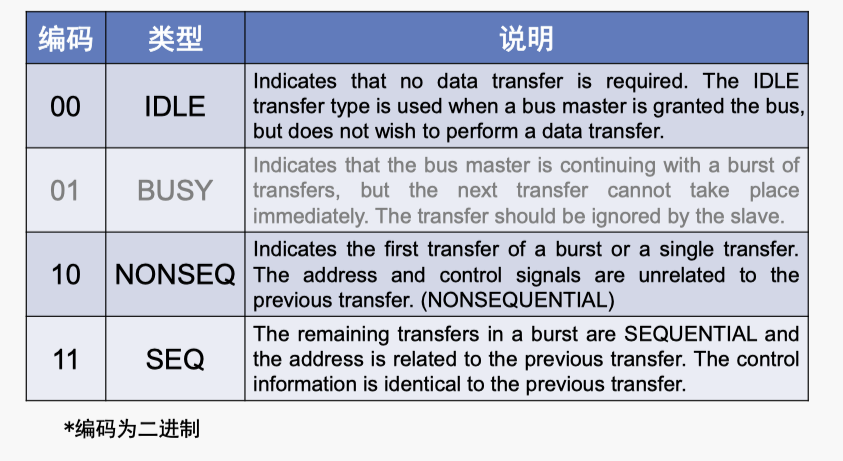 编码 类型 说明
00 IDLE
Indicates that no data transfer is required. The IDLE
transfer type is used when a bus master is granted the bus,
but does not wish to perform a data transfer.
01 BUSY
Indicates that the bus master is continuing with a burst of
transfers, but the next transfer cannot take place
immediately. The transfer should be ignored by the slave.
10 NONSEQ
Indicates the first transfer of a burst or a single transfer.
The address and control signals are unrelated to the
previous transfer. (NONSEQUENTIAL)
11 SEQ
The remaining transfers in a burst are SEQUENTIAL and
the address is related to the previous transfer. The control
information is identical to the previous transfer.
*编码为二进制